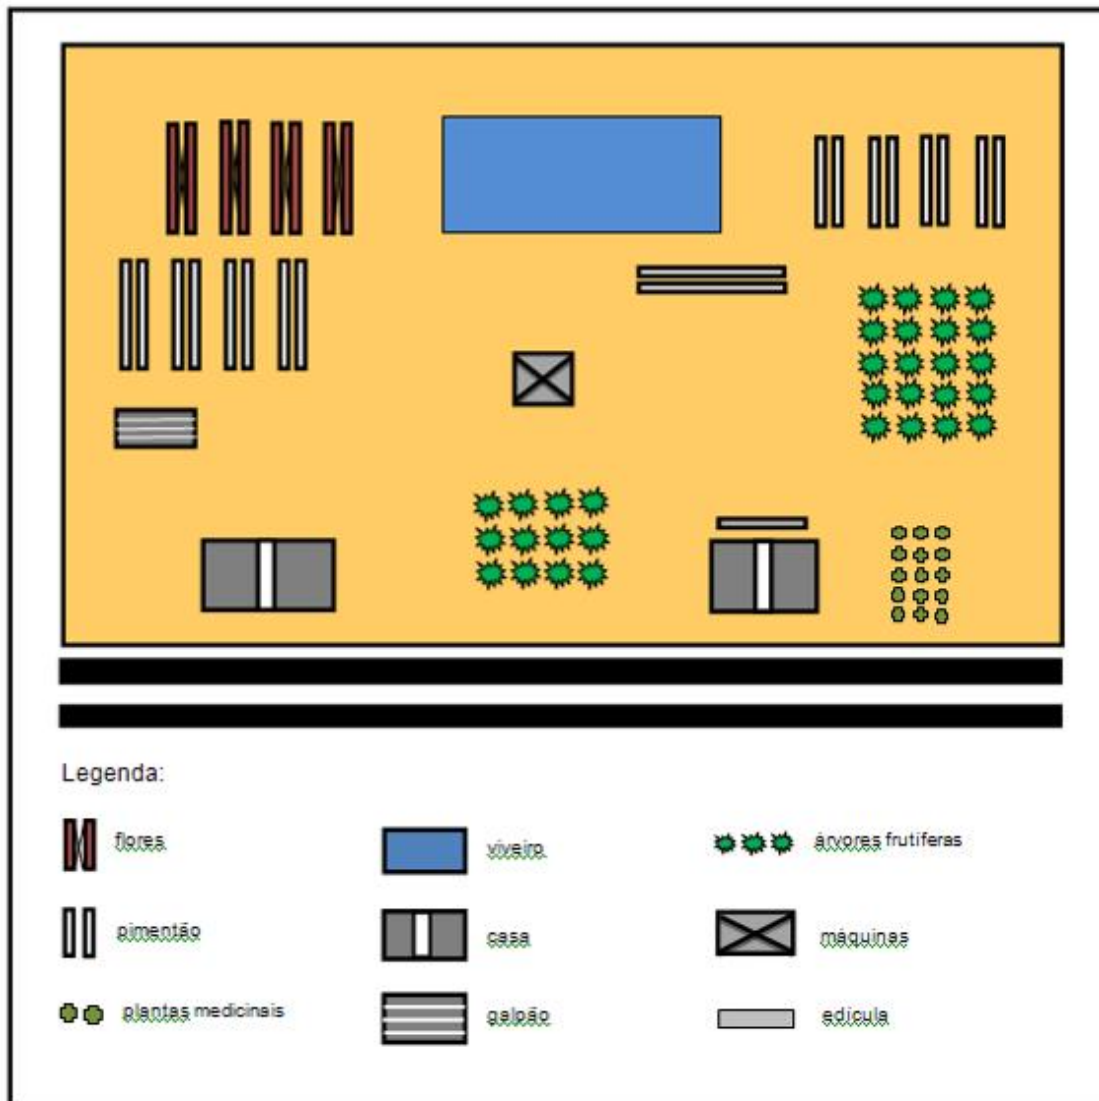 Legenda:
flores
viveiro
árvores frutíferas
pimentão
casa
máquinas
plantas medicinais
galpão
edícula